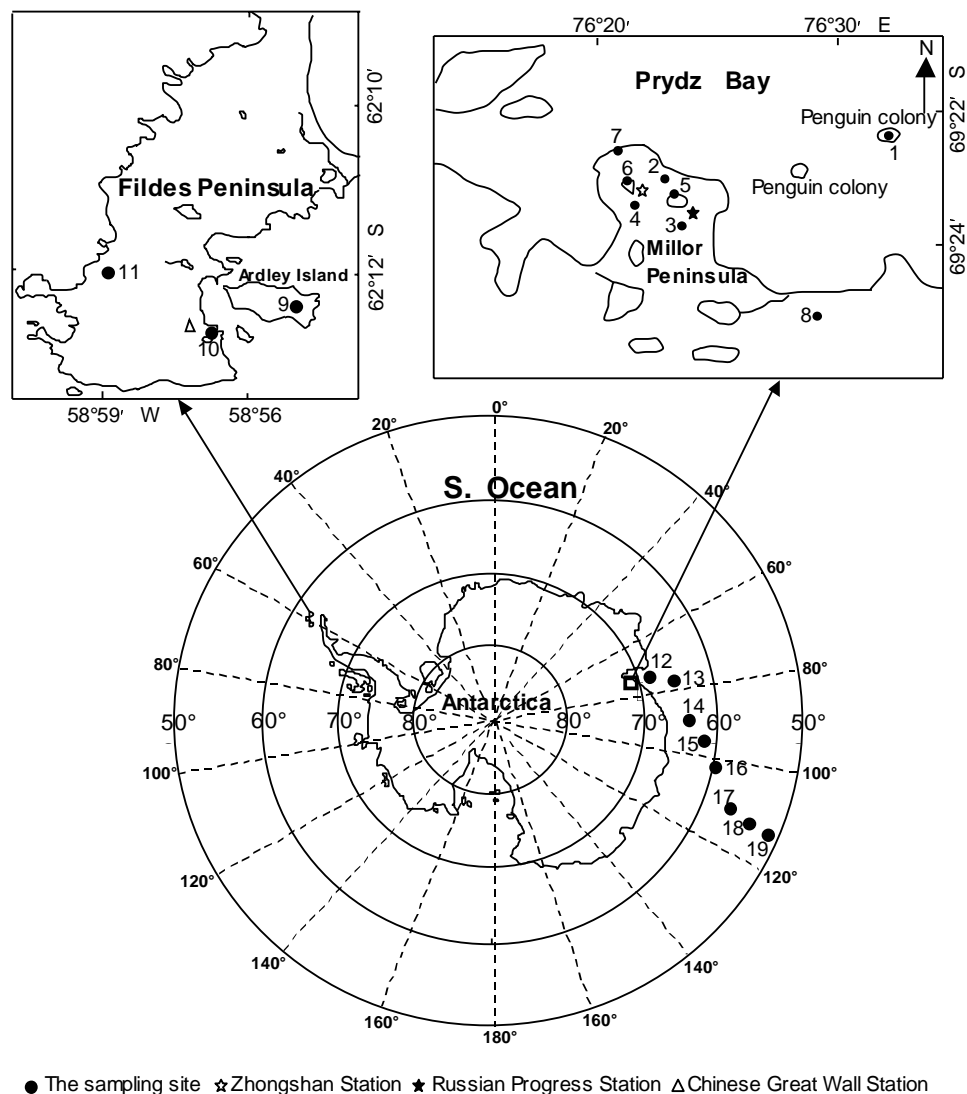 76°20′ 76°30′ E
N
Prydz Bay
S
69°22′
69°24′
Penguin colony
1
Penguin colony
7
6
2
5
4
3
Millor
Peninsula
8
62°10′
S
62°12′
Fildes Peninsula
Ardley Island
11
9
10
58°59′ W 58°56
0°
20° 20°
40° 40°
S. Ocean
60° 60°
80° 80°
12
13
Antarctica
14
50° 60° 70° 80° 80° 70° 60° 50°
15
16
100° 100°
17
18
19
120° 120°
140° 140°
160° 160°
180°
The sampling site Zhongshan Station Russian Progress Station Chinese Great Wall Station